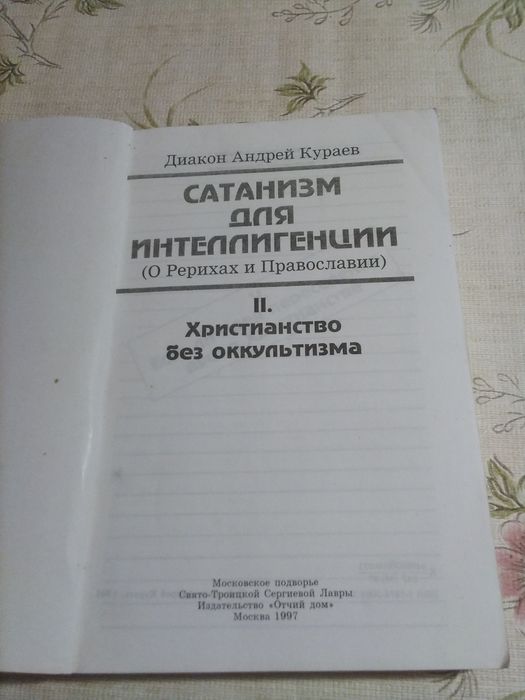 Диакон Андрей Кураев
САТАНИЗМ
ДЛЯ
ИНТЕЛЛИГЕНЦИИ
(О Рерихах и Православии)
II.
Христианство
без оккультизма
Московское подворье
Свято-Троицкой Сергиевой Лавры
Издательство «Отчий дом»
Москва 1997